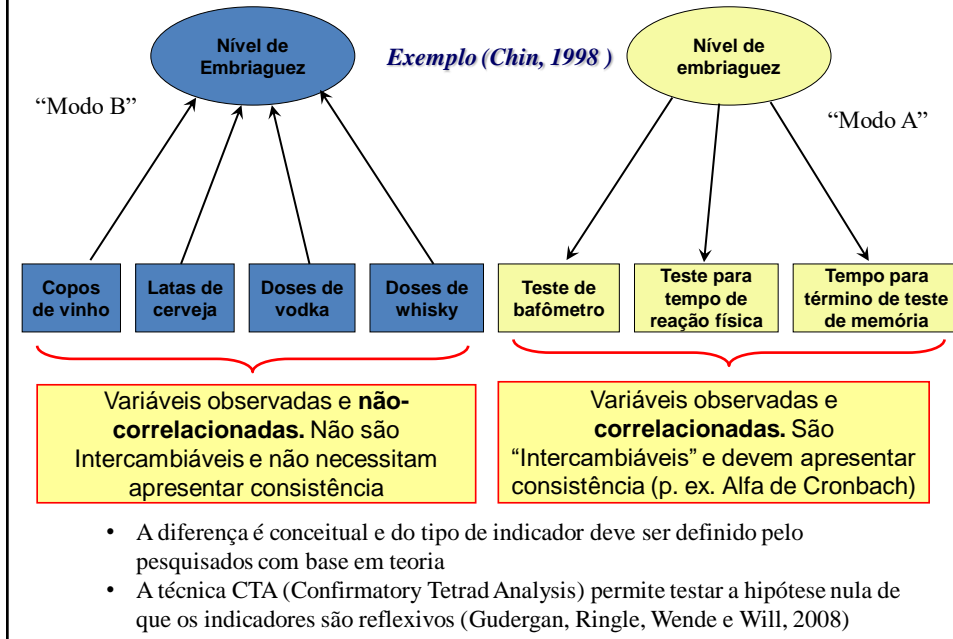 Nível de
Embriaguez
Exemplo (Chin, 1998 )
Nível de
embriaguez
“Modo B”
“Modo A”
Copos
de vinho
Latas de
cerveja
Doses de
vodka
Doses de
whisky
Teste de
bafômetro
Teste para
tempo de
reação física
Tempo para
término de teste
de memória
Variáveis observadas e não-
correlacionadas. Não são
Intercambiáveis e não necessitam
apresentar consistência
Variáveis observadas e
correlacionadas. São
“Intercambiáveis” e devem apresentar
consistência (p. ex. Alfa de Cronbach)
• A diferença é conceitual e do tipo de indicador deve ser definido pelo
pesquisados com base em teoria
• A técnica CTA (Confirmatory Tetrad Analysis) permite testar a hipótese nula de
que os indicadores são reflexivos (Gudergan, Ringle, Wende e Will, 2008)